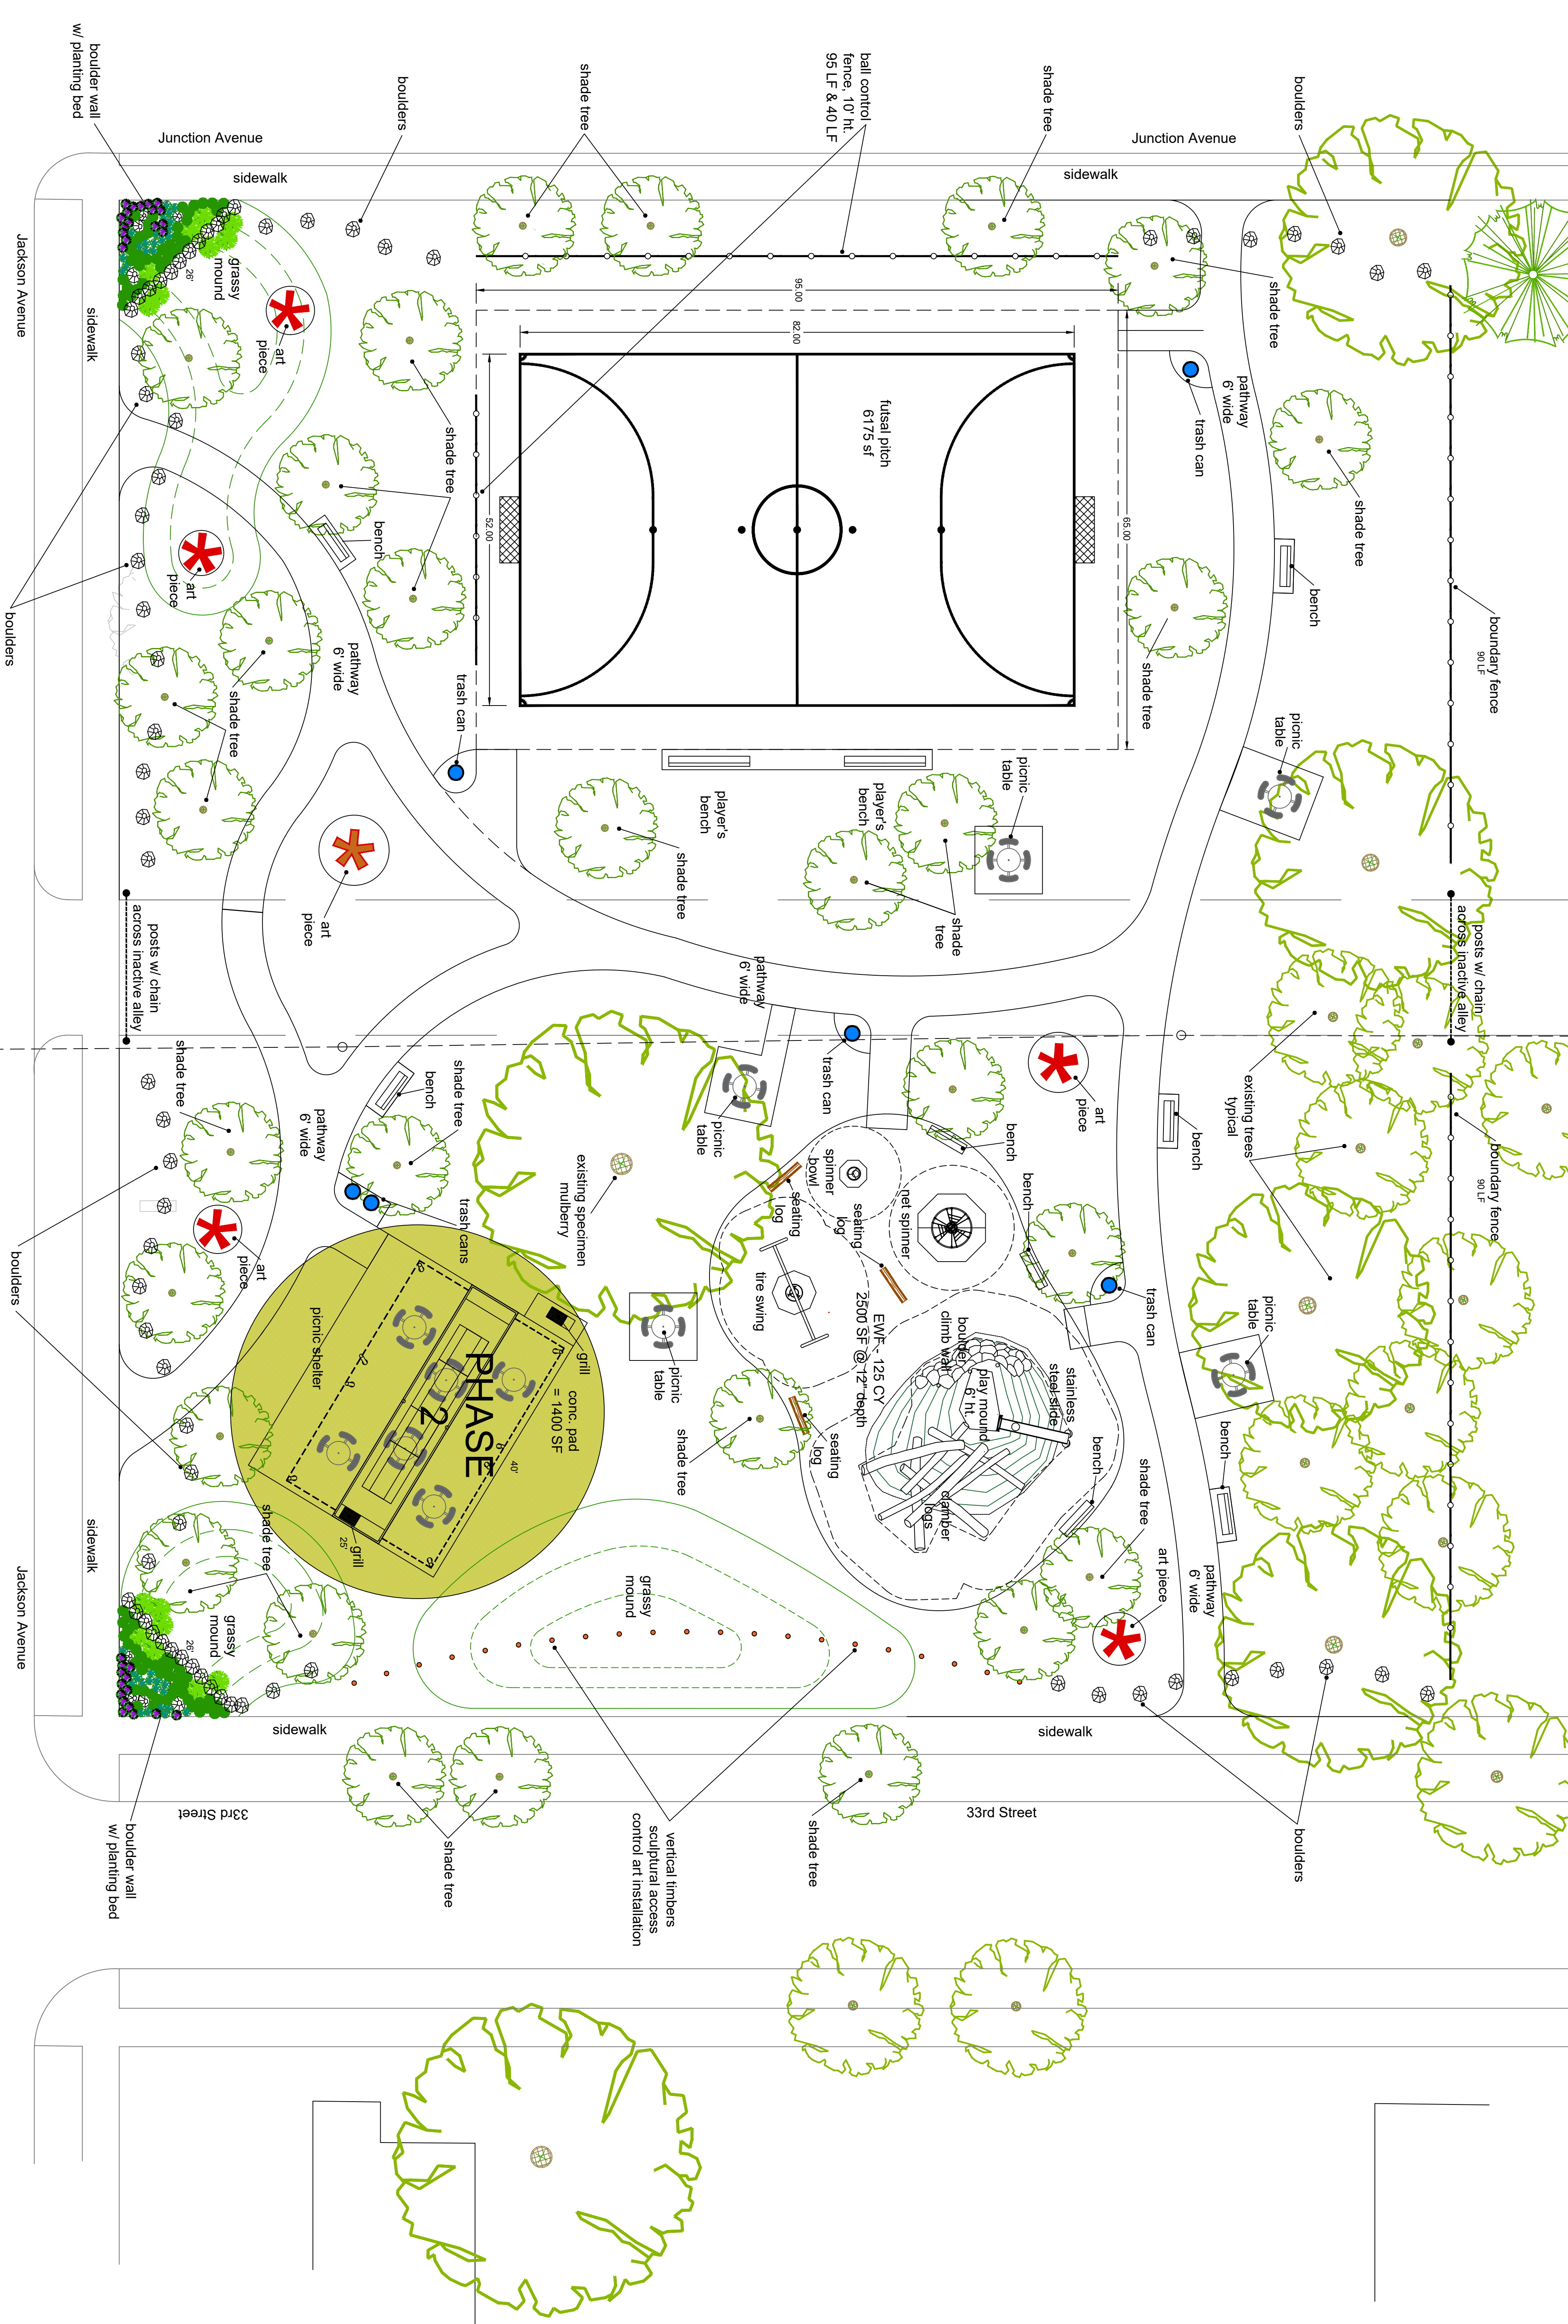 boulder wall
w/ planting bed
boulders
shade tree
ball control
fence, 10' ht.
95 LF & 40 LF
shade tree
boulders
Junction Avenue
Junction Avenue
sidewalk
sidewalk
Jackson Avenue
sidewalk
grassy
mound
26'
art
piece
95.00
82.00
shade tree
pathway
6' wide
trash can
futsal pitch
6175 sf
shade tree
shade tree
bench
52.00
65.00
bench
art
piece
boulders
boundary fence
90 LF
pathway
6' wide
shade tree
shade tree
trash can
picnic
table
picnic
table
player's
bench
player's
bench
shade tree
shade
tree
art
piece
posts w/ chain
across inactive alley
posts w/ chain
across inactive alley
pathway
6' wide
shade tree
bench
shade tree
trash can
art
piece
existing trees
typical
pathway
6' wide
picnic
table
bench
bench
boundary fence
90 LF
existing specimen
mulberry
spinner
bowl
seating
log
seating
log
net spinner
bench
trash cans
art
piece
boulders
tire swing
EWF - 125 CY
2500 SF @ 12" depth
trash can
picnic
table
picnic shelter
grill
PHASE
2
conc. pad
= 1400 SF
40'
25'
grill
picnic
table
boulder
climb wall
play mound
6' ht.
stainless
steel slide
shade tree
seating
log
clamber
logs
bench
bench
shade tree
art piece
pathway
6' wide
shade tree
grassy
mound
26'
grassy
mound
Jackson Avenue
sidewalk
sidewalk
sidewalk
33rd Street
33rd Street
boulder wall
w/ planting bed
shade tree
vertical timbers
sculptural access
control art installation
shade tree
boulders